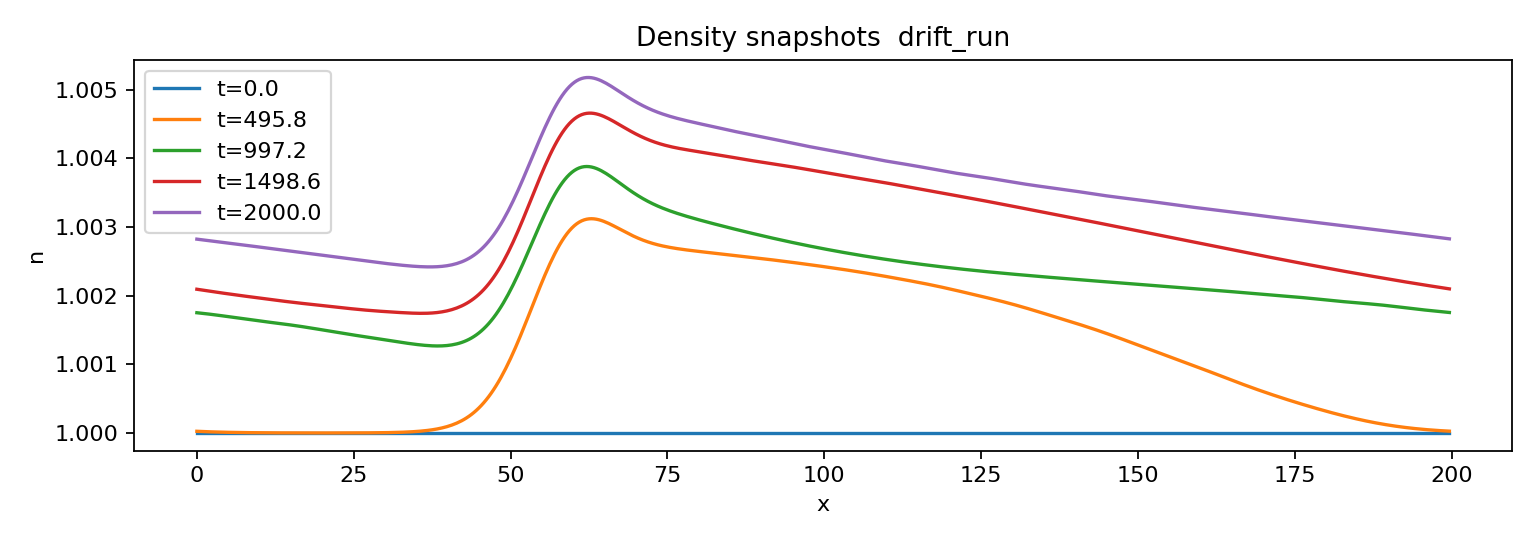 Density snapshots  drift_run
t=0.0
t=495.8
t=997.2
t=1498.6
t=2000.0
n
1.005
1.004
1.003
1.002
1.001
1.000
0 25 50 75 100 125 150 175 200
x